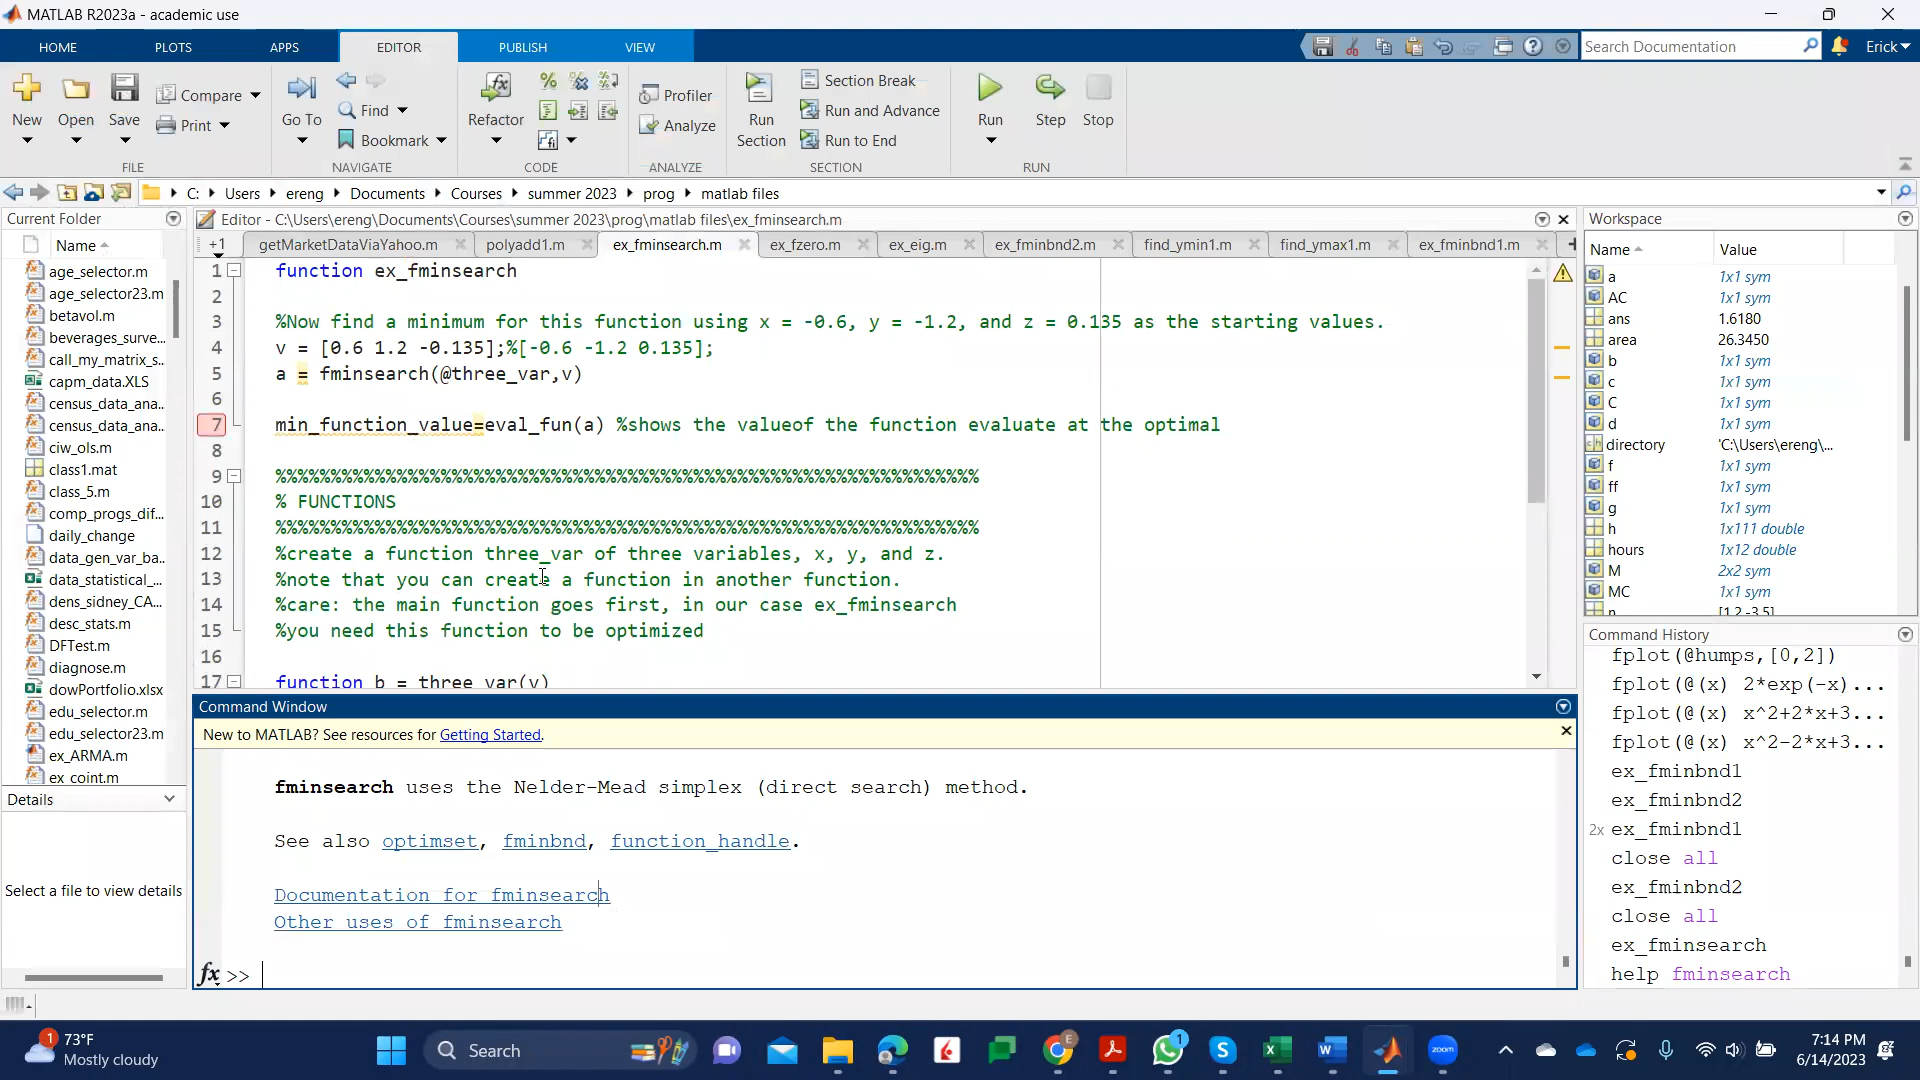 MATLAB R2023a - academic use
HOME PLOTS APPS EDITOR PUBLISH VIEW
Search Documentation
Erick
New
Open
Save
Compare
Print
FILE
Go To
Find
Bookmark
NAVIGATE
Refactor
CODE
Profiler
Analyze
ANALYZE
Run Section
Section Break
Run and Advance
Run to End
SECTION
Run
Step
Stop
RUN
C: Users ereng Documents Courses summer 2023 prog matlab files
Current Folder
Name
age_selector.m
age_selector23.m
betavol.m
beverages_surve...
call_my_matrix_s...
capm_data.XLS
census_data_ana...
census_data_ana...
ciw_ols.m
class1.mat
class_5.m
comp_progs_dif...
daily_change
data_gen_var_ba...
data_statistical_...
dens_sidney_CA...
desc_stats.m
DFTest.m
diagnose.m
dowPortfolio.xlsx
edu_selector.m
edu_selector23.m
ex_ARMA.m
ex_coint.m
Details
Select a file to view details
Editor - C:\Users\ereng\Documents\Courses\summer 2023\prog\matlab files\ex_fminsearch.m
+1 getMarketDataViaYahoo.m polyadd1.m ex_fminsearch.m ex_fzero.m ex_eig.m ex_fminbnd2.m find_ymin1.m find_ymax1.m ex_fminbnd1.m
1 function ex_fminsearch
2
3 %Now find a minimum for this function using x = -0.6, y = -1.2, and z = 0.135 as the starting values.
4 v = [0.6 1.2 -0.135];%[-0.6 -1.2 0.135];
5 a = fminsearch(@three_var,v)
6
7 min_function_value=eval_fun(a) %shows the valueof the function evaluate at the optimal
8
9 %%%%%%%%%%%%%%%%%%%%%%%%%%%%%%%%%%%%%%%%%%%%%%%%%%%%%%%%%%%%%%%%
10 % FUNCTIONS
11 %%%%%%%%%%%%%%%%%%%%%%%%%%%%%%%%%%%%%%%%%%%%%%%%%%%%%%%%%%%%%%%%
12 %create a function three_var of three variables, x, y, and z.
13 %note that you can create a function in another function.
14 %care: the main function goes first, in our case ex_fminsearch
15 %you need this function to be optimized
16
17 function b = three_var(v)
Command Window
New to MATLAB? See resources for Getting Started.
fminsearch uses the Nelder-Mead simplex (direct search) method.
See also optimset, fminbnd, function_handle.
Documentation for fminsearch
Other uses of fminsearch
fx >>
Workspace
Name Value
a 1x1 sym
AC 1x1 sym
ans 1.6180
area 26.3450
b 1x1 sym
c 1x1 sym
C 1x1 sym
d 1x1 sym
directory 'C:\Users\ereng\...
f 1x1 sym
ff 1x1 sym
g 1x1 sym
h 1x111 double
hours 1x12 double
M 2x2 sym
MC 1x1 sym
n [1,2,-3.5]
Command History
fplot(@humps,[0,2])
fplot(@(x) 2*exp(-x)...
fplot(@(x) x^2+2*x+3...
fplot(@(x) x^2-2*x+3...
ex_fminbnd1
ex_fminbnd2
2x ex_fminbnd1
close all
ex_fminbnd2
close all
ex_fminsearch
help fminsearch
1
73°F
Mostly cloudy
Search
E
1
zoom
7:14 PM
6/14/2023